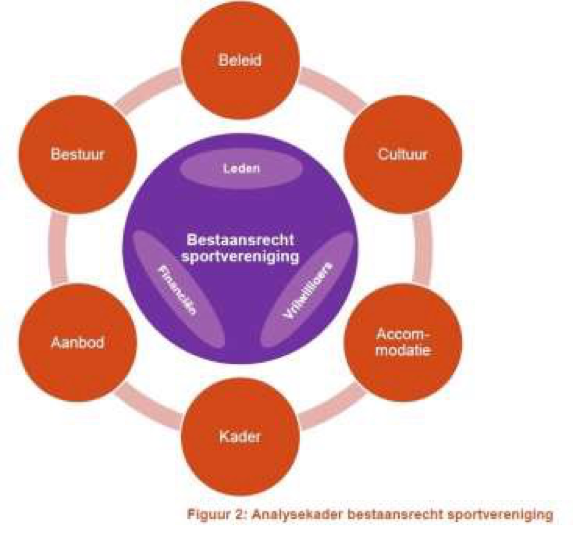 Beleid
Bestuur
Cultuur
Leden
Bestaansrecht
sportvereniging
Financiën
Vrijwilligers
Aanbod
Accom-
modatie
Kader
Figuur 2: Analysekader bestaansrecht sportvereniging